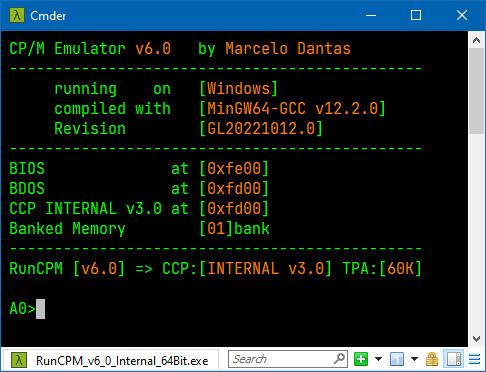 Cmder
CP/M Emulator v6.0   by Marcelo Dantas
----------------------------------------------
     running    on   [Windows]
     compiled with   [MinGW64-GCC v12.2.0]
     Revision        [GL20221012.0]
----------------------------------------------
BIOS              at [0xfe00]
BDOS              at [0xfd00]
CCP INTERNAL v3.0 at [0xfd00]
Banked Memory        [01]bank
----------------------------------------------
RunCPM [v6.0] => CCP:[INTERNAL v3.0] TPA:[60K]
A0>
RunCPM_v6_0_Internal_64Bit.exe
Search